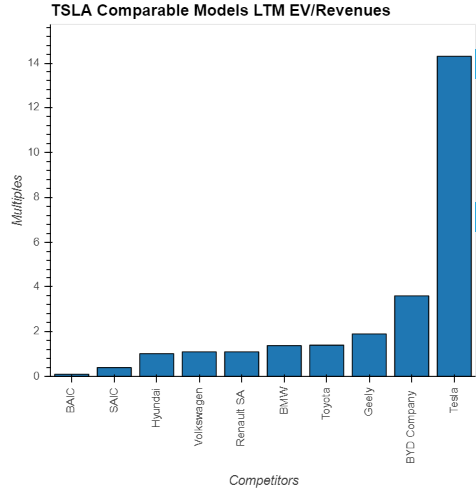 TSLA Comparable Models LTM EV/Revenues
14
12
10
8
6
4
2
0
Multiples
BAIC
SAIC
Hyundai
Volkswagen
Renault SA
BMW
Toyota
Geely
BYD Company
Tesla
Competitors